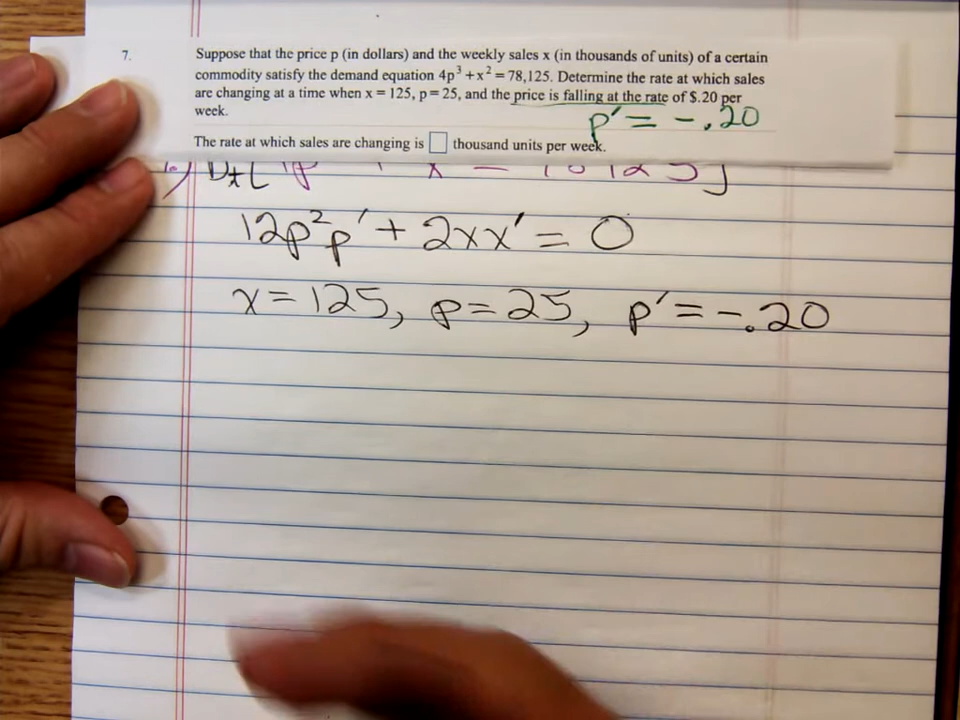 7. Suppose that the price p (in dollars) and the weekly sales x (in thousands of units) of a certain
commodity satisfy the demand equation 4p³ + x² = 78,125. Determine the rate at which sales
are changing at a time when x = 125, p = 25, and the price is falling at the rate of $.20 per
week.
p' = -.20
The rate at which sales are changing is thousand units per week.
12p²p' + 2xx' = 0
x = 125, p = 25, p' = -.20